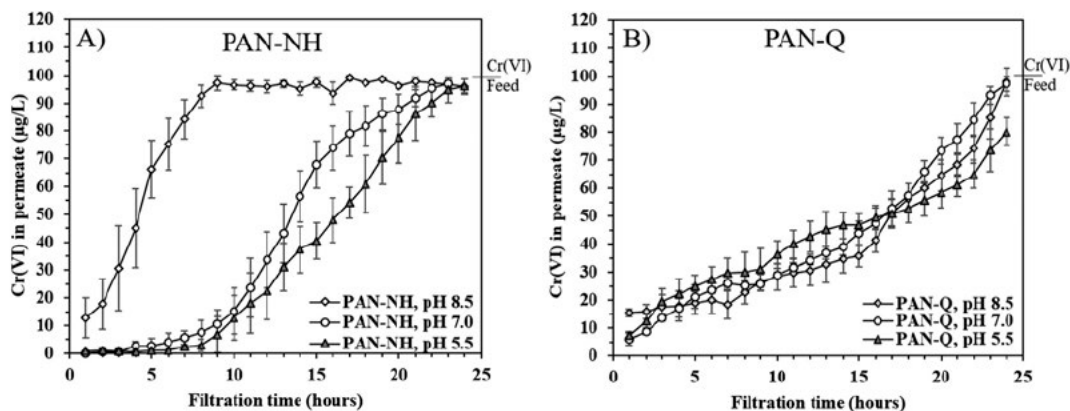 A)
PAN-NH
Cr(VI) in permeate (µg/L)
120
110
100
90
80
70
60
50
40
30
20
10
0
Cr(VI)
Feed
PAN-NH, pH 8.5
PAN-NH, pH 7.0
PAN-NH, pH 5.5
0 5 10 15 20 25
Filtration time (hours)
B)
PAN-Q
Cr(VI) in permeate (µg/L)
120
110
100
90
80
70
60
50
40
30
20
10
0
Cr(VI)
Feed
PAN-Q, pH 8.5
PAN-Q, pH 7.0
PAN-Q, pH 5.5
0 5 10 15 20 25
Filtration time (hours)